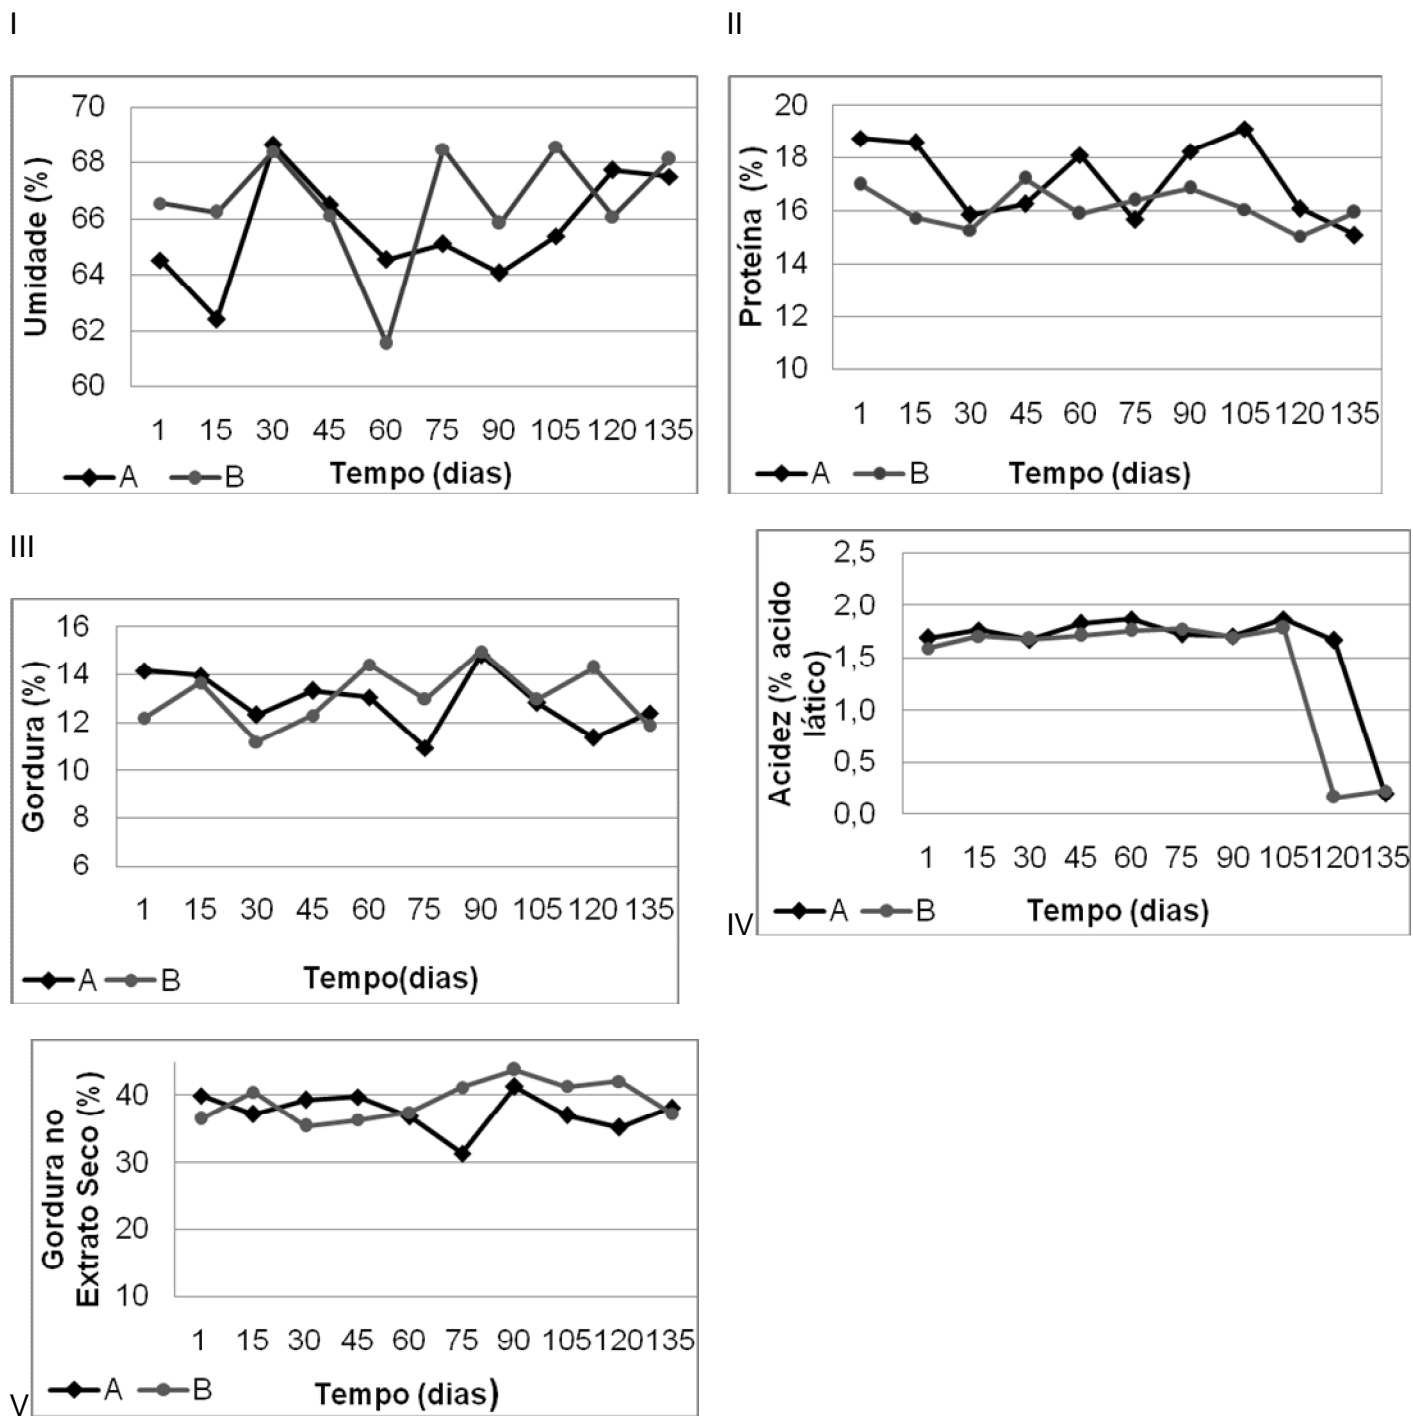 I
II
70
68
66
64
62
60
Umidade (%)
1 15 30 45 60 75 90 105 120 135
A B Tempo (dias)
20
18
16
14
12
10
Proteína (%)
1 15 30 45 60 75 90 105 120 135
A B Tempo (dias)
III
16
14
12
10
8
6
Gordura (%)
1 15 30 45 60 75 90 105 120 135
A B Tempo(dias)
2,5
2,0
1,5
1,0
0,5
0,0
Acidez (% acido
lático)
1 15 30 45 60 75 90 105 120 135
A B Tempo (dias)
IV
40
30
20
10
Gordura no
Extrato Seco (%)
1 15 30 45 60 75 90 105 120 135
A B Tempo (dias)
V